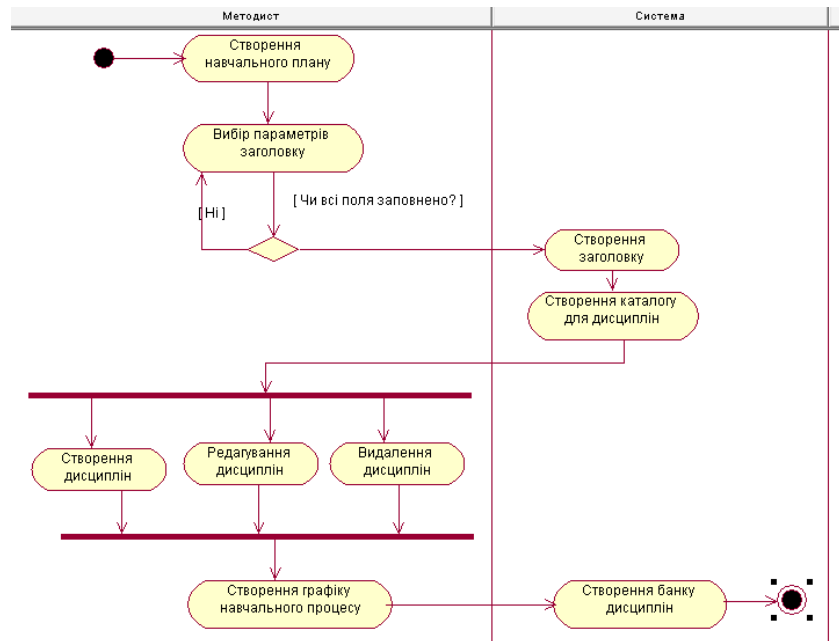 Методист
Система
Створення
навчального плану
Вибір параметрів
заголовку
[ Чи всі поля заповнено? ]
[ Ні ]
Створення
заголовку
Створення каталогу
для дисциплін
Створення
дисциплін
Редагування
дисциплін
Видалення
дисциплін
Створення графіку
навчального процесу
Створення банку
дисциплін